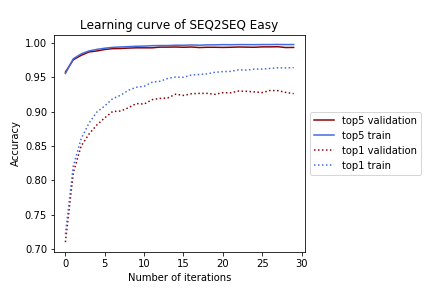 Learning curve of SEQ2SEQ Easy
1.00
0.95
0.90
0.85
0.80
0.75
0.70
Accuracy
0
5
10
15
20
25
30
Number of iterations
top5 validation
top5 train
top1 validation
top1 train